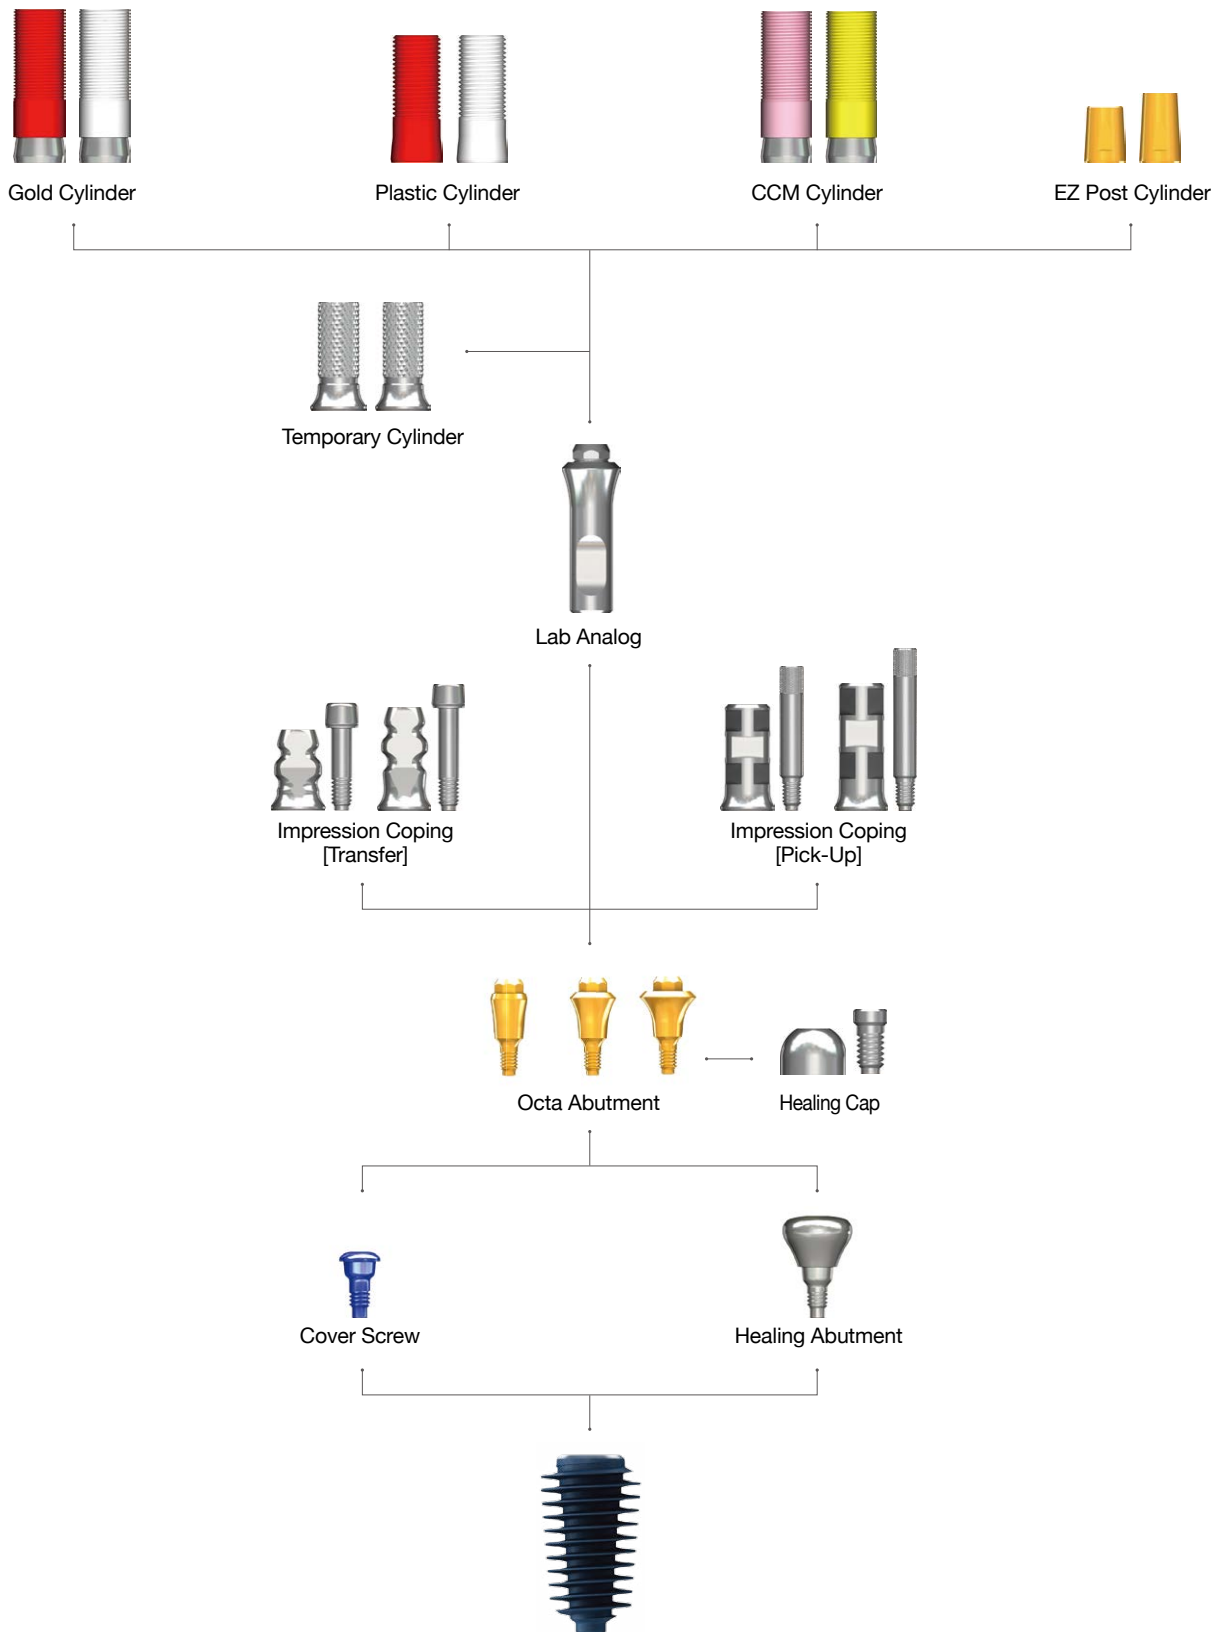 Gold Cylinder
Plastic Cylinder
CCM Cylinder
EZ Post Cylinder
Temporary Cylinder
Lab Analog
Impression Coping
[Transfer]
Impression Coping
[Pick-Up]
Octa Abutment
Healing Cap
Cover Screw
Healing Abutment